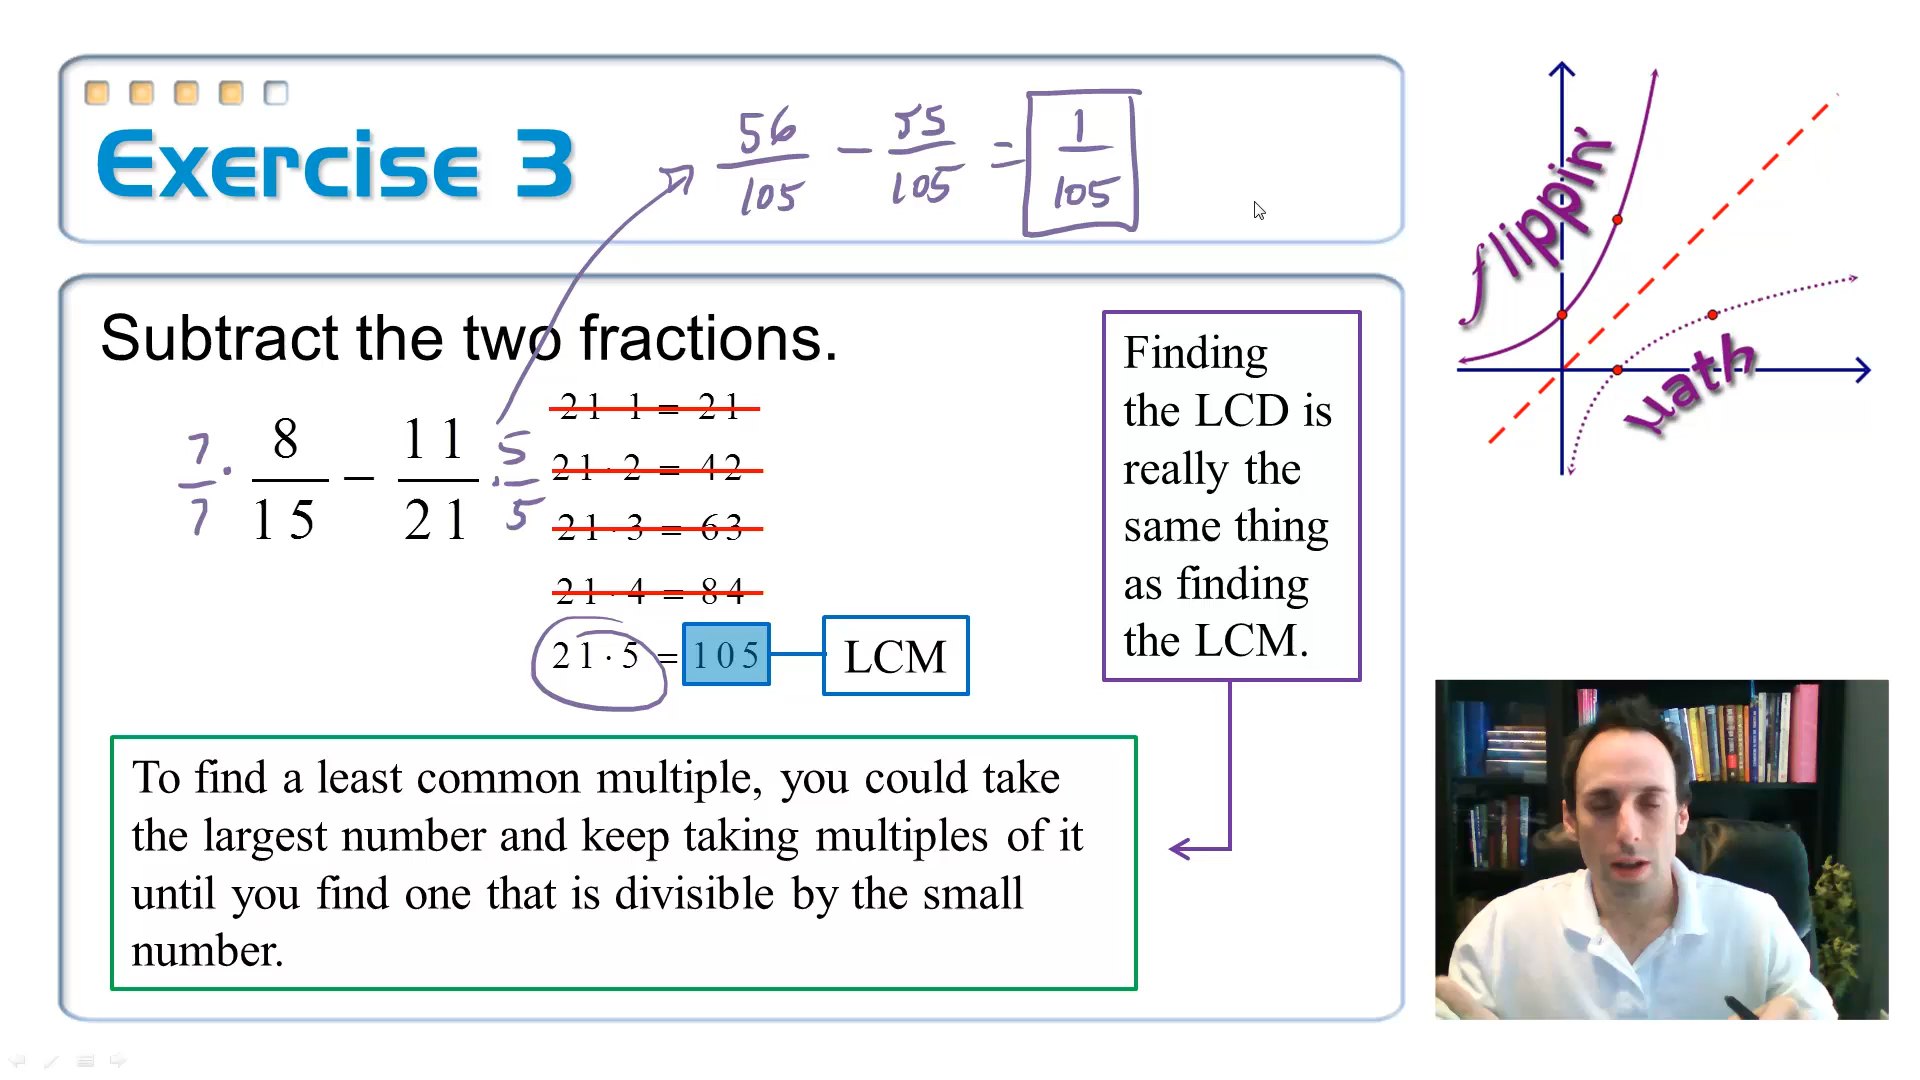 Exercise 3
56/105 − 55/105 = 1/105
flippin'
math
Subtract the two fractions.
7/7 · 8/15 − 11/21 · 5/5
21 · 1 = 21
21 · 2 = 42
21 · 3 = 63
21 · 4 = 84
21 · 5 = 105
LCM
Finding
the LCD is
really the
same thing
as finding
the LCM.
To find a least common multiple, you could take
the largest number and keep taking multiples of it
until you find one that is divisible by the small
number.